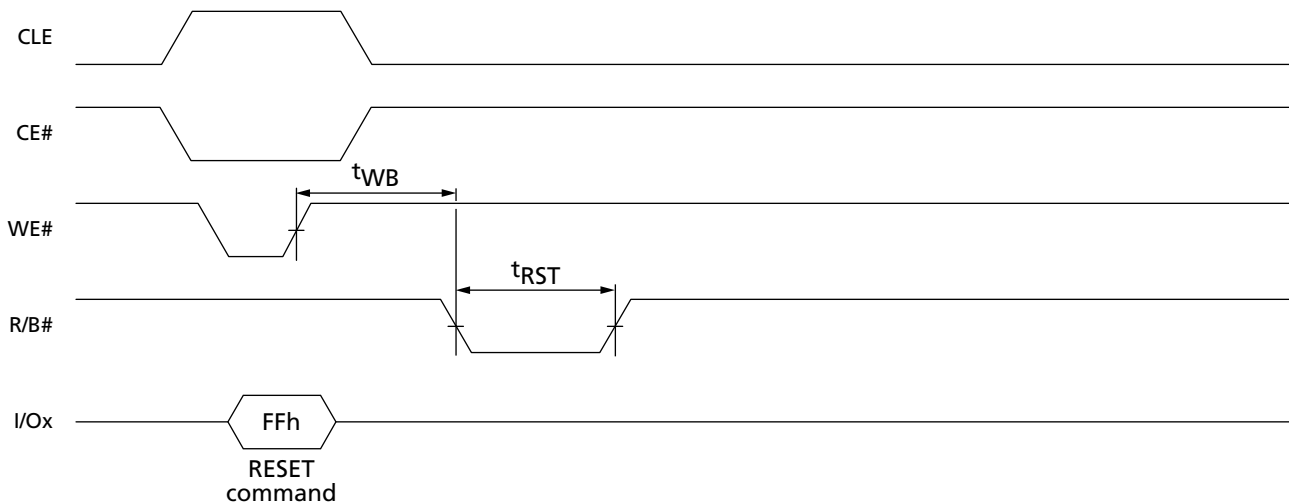 CLE
CE#
tWB
WE#
tRST
R/B#
I/Ox
FFh
RESET
command